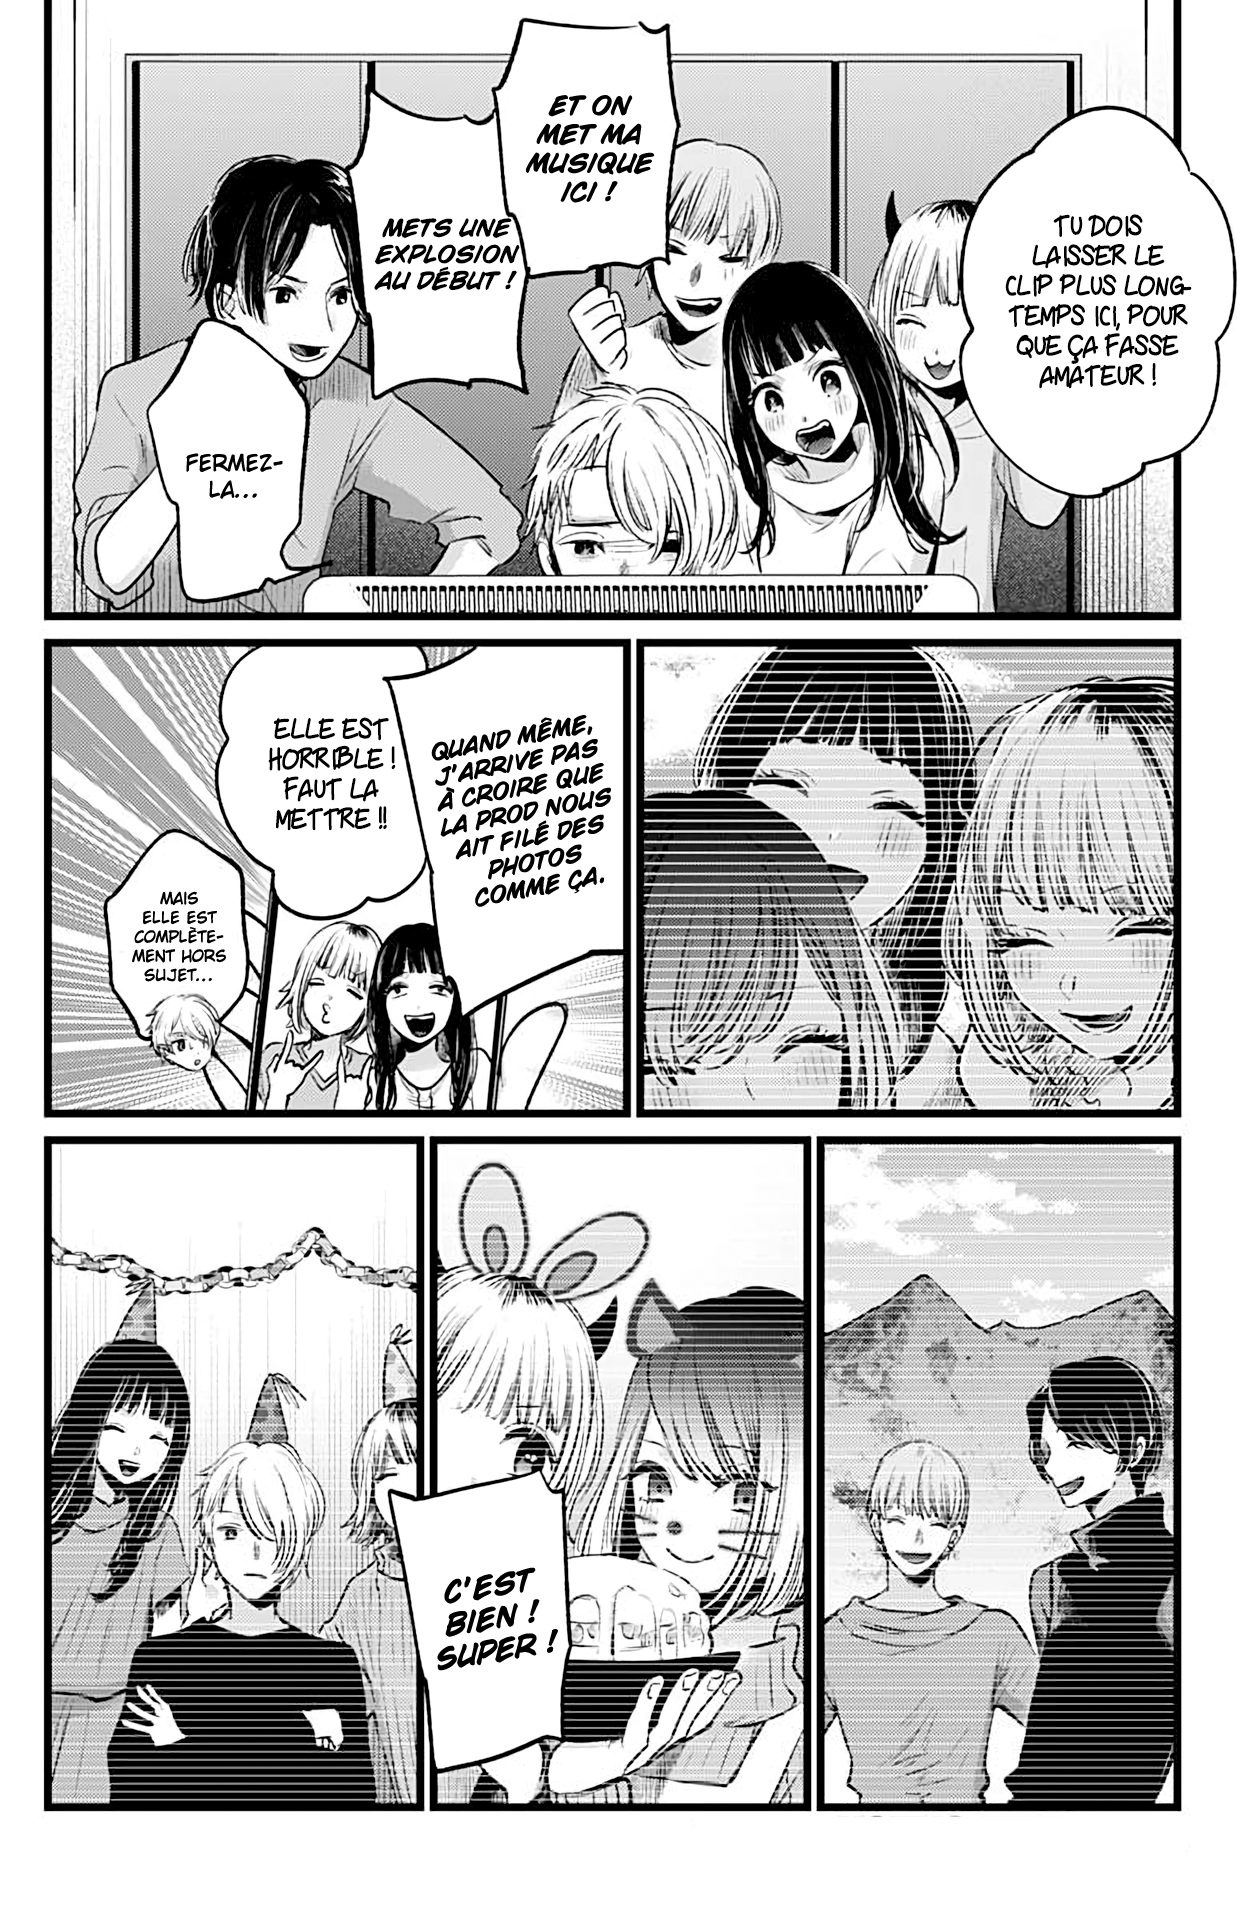 TU DOIS
LAISSER LE
CLIP PLUS LONG-
TEMPS ICI, POUR
QUE ÇA FASSE
AMATEUR !
ET ON
MET MA
MUSIQUE
ICI !
METS UNE
EXPLOSION
AU DÉBUT !
FERMEZ-
LA...
QUAND MÊME,
J'ARRIVE PAS
À CROIRE QUE
LA PROD NOUS
AIT FILÉ DES
PHOTOS
COMME ÇA.
ELLE EST
HORRIBLE !
FAUT LA
METTRE !!
MAIS
ELLE EST
COMPLÈTE-
MENT HORS
SUJET...
C'EST
BIEN !
SUPER !